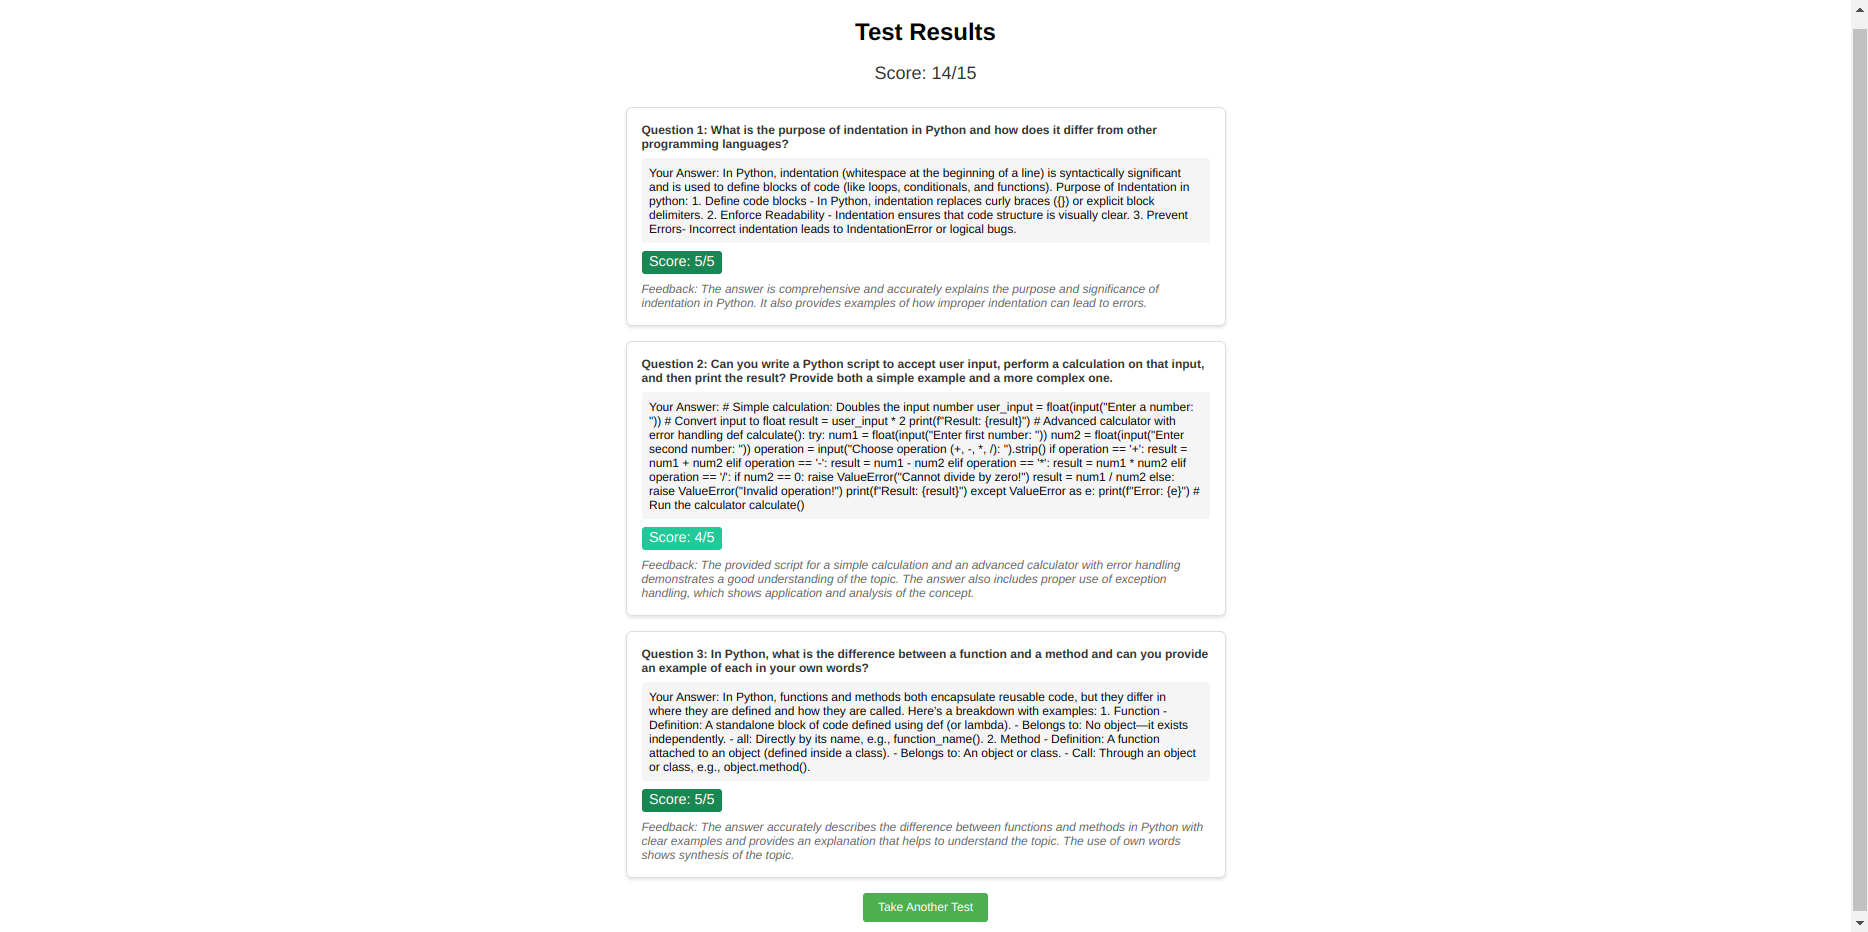 Test Results
Score: 14/15
Question 1: What is the purpose of indentation in Python and how does it differ from other
programming languages?
Your Answer: In Python, indentation (whitespace at the beginning of a line) is syntactically significant
and is used to define blocks of code (like loops, conditionals, and functions). Purpose of Indentation in
python: 1. Define code blocks - In Python, indentation replaces curly braces ({}) or explicit block
delimiters. 2. Enforce Readability - Indentation ensures that code structure is visually clear. 3. Prevent
Errors- Incorrect indentation leads to IndentationError or logical bugs.
Score: 5/5
Feedback: The answer is comprehensive and accurately explains the purpose and significance of
indentation in Python. It also provides examples of how improper indentation can lead to errors.
Question 2: Can you write a Python script to accept user input, perform a calculation on that input,
and then print the result? Provide both a simple example and a more complex one.
Your Answer: # Simple calculation: Doubles the input number user_input = float(input("Enter a number:
")) # Convert input to float result = user_input * 2 print(f"Result: {result}") # Advanced calculator with
error handling def calculate(): try: num1 = float(input("Enter first number: ")) num2 = float(input("Enter
second number: ")) operation = input("Choose operation (+, -, *, /): ").strip() if operation == '+': result =
num1 + num2 elif operation == '-': result = num1 - num2 elif operation == '*': result = num1 * num2 elif
operation == '/': if num2 == 0: raise ValueError("Cannot divide by zero!") result = num1 / num2 else:
raise ValueError("Invalid operation!") print(f"Result: {result}") except ValueError as e: print(f"Error: {e}") #
Run the calculator calculate()
Score: 4/5
Feedback: The provided script for a simple calculation and an advanced calculator with error handling
demonstrates a good understanding of the topic. The answer also includes proper use of exception
handling, which shows application and analysis of the concept.
Question 3: In Python, what is the difference between a function and a method and can you provide
an example of each in your own words?
Your Answer: In Python, functions and methods both encapsulate reusable code, but they differ in
where they are defined and how they are called. Here's a breakdown with examples: 1. Function -
Definition: A standalone block of code defined using def (or lambda). - Belongs to: No object—it exists
independently. - all: Directly by its name, e.g., function_name(). 2. Method - Definition: A function
attached to an object (defined inside a class). - Belongs to: An object or class. - Call: Through an object
or class, e.g., object.method().
Score: 5/5
Feedback: The answer accurately describes the difference between functions and methods in Python with
clear examples and provides an explanation that helps to understand the topic. The use of own words
shows synthesis of the topic.
Take Another Test